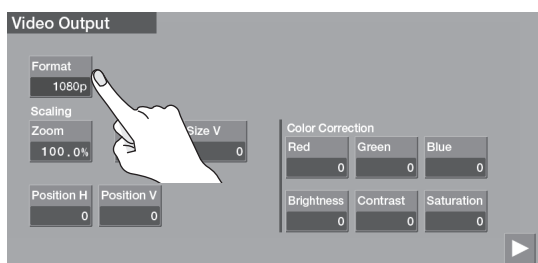 Video Output
Format
1080p
Scaling
Zoom
100.0%
Size V
0
Position H
0
Position V
0
Color Correction
Red
0
Green
0
Blue
0
Brightness
0
Contrast
0
Saturation
0